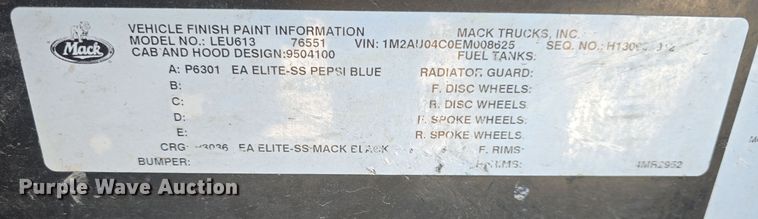 Mack
VEHICLE FINISH PAINT INFORMATION MACK TRUCKS, INC.
MODEL NO.: LEU613 76551 VIN: 1M2AU04C0EM008625 SEQ. NO.:
CAB AND HOOD DESIGN:9504100 FUEL TANKS:
A: P6301 EA ELITE-SS PEPSI BLUE RADIATOR GUARD:
B: F. DISC WHEELS:
C: R. DISC WHEELS:
D: F. SPOKE WHEELS:
E: R. SPOKE WHEELS:
CRG: EA ELITE-SS MACK BLACK F. RIMS:
BUMPER:
Purple Wave Auction